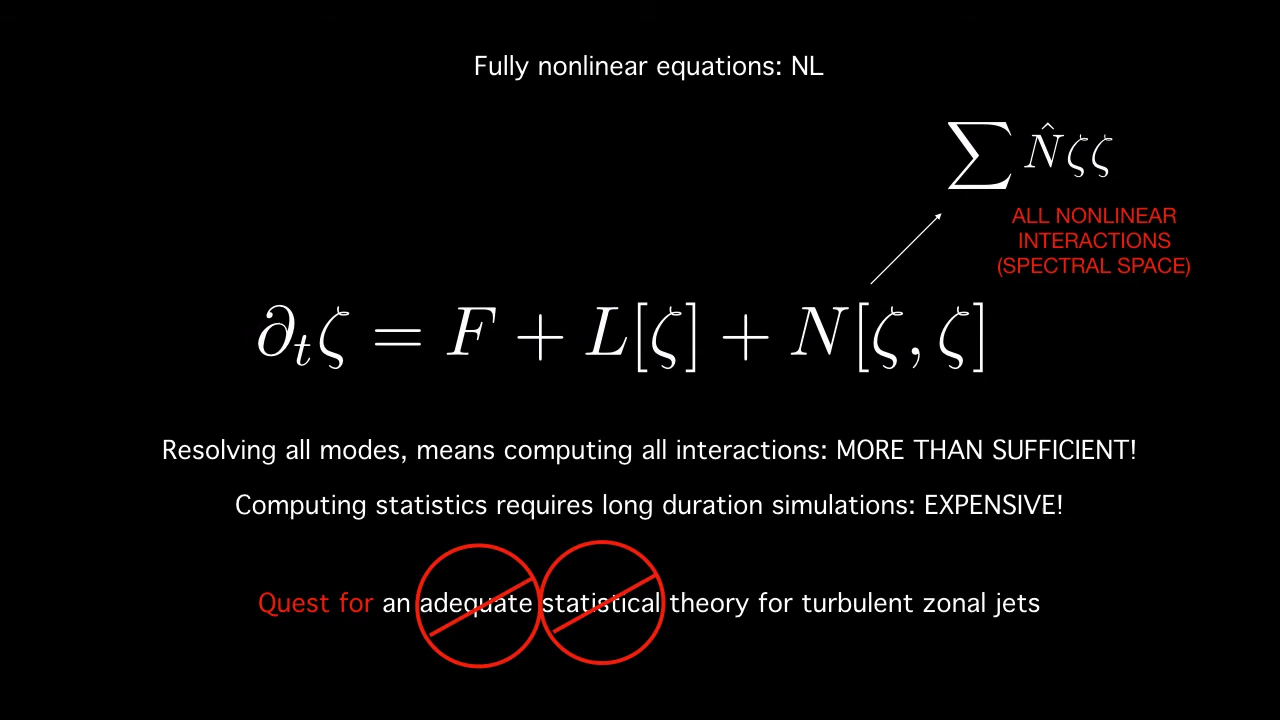 Fully nonlinear equations: NL
∑ N̂ζζ
ALL NONLINEAR
INTERACTIONS
(SPECTRAL SPACE)
∂ₜζ = F + L[ζ] + N[ζ, ζ]
Resolving all modes, means computing all interactions: MORE THAN SUFFICIENT!
Computing statistics requires long duration simulations: EXPENSIVE!
Quest for an adequate statistical theory for turbulent zonal jets